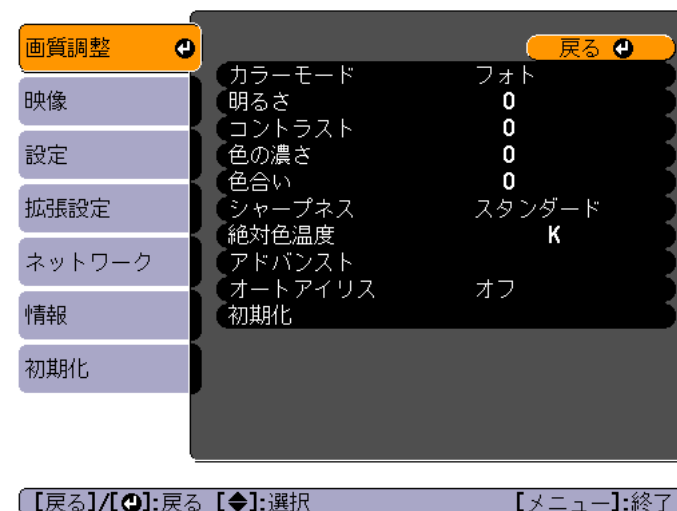 画質調整
映像
設定
拡張設定
ネットワーク
情報
初期化
戻る
カラーモード フォト
明るさ 0
コントラスト 0
色の濃さ 0
色合い 0
シャープネス スタンダード
絶対色温度 K
アドバンスト
オートアイリス オフ
初期化
[戻る]/[⏎]:戻る [◆]:選択 [メニュー]:終了